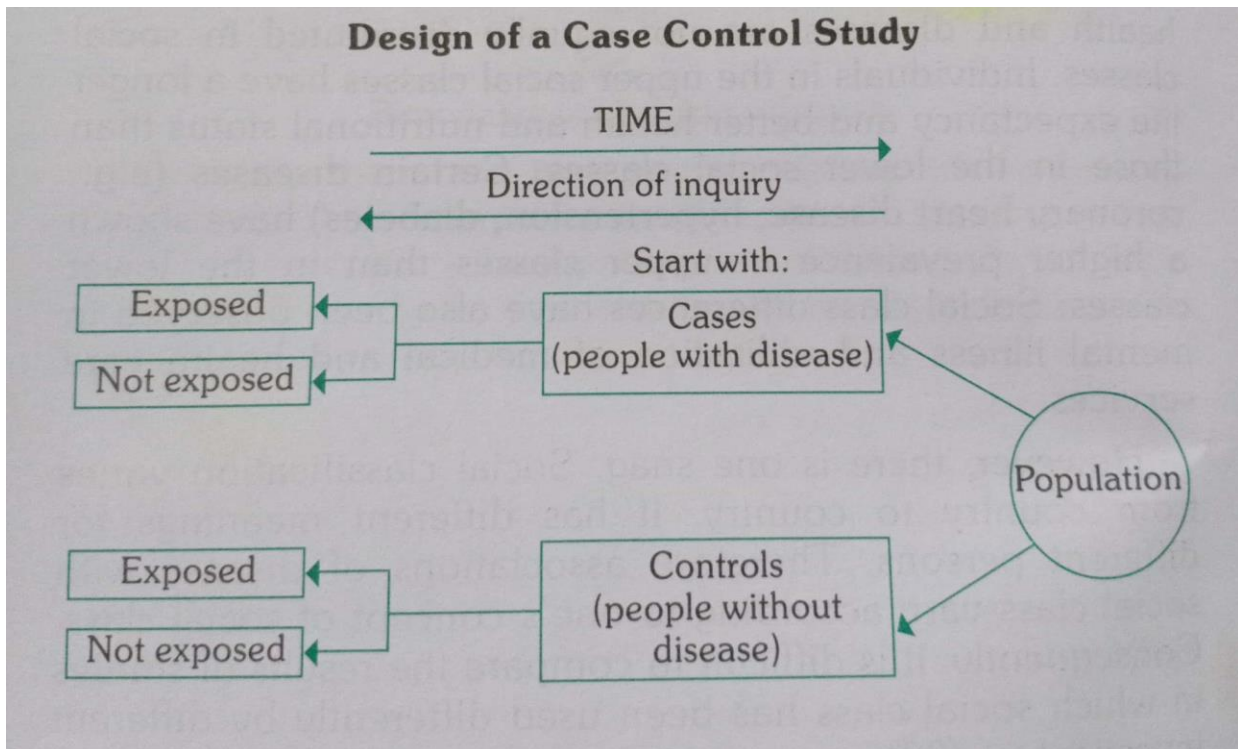 Design of a Case Control Study
TIME
Direction of inquiry
Start with:
Exposed
Not exposed
Cases
(people with disease)
Population
Exposed
Not exposed
Controls
(people without
disease)